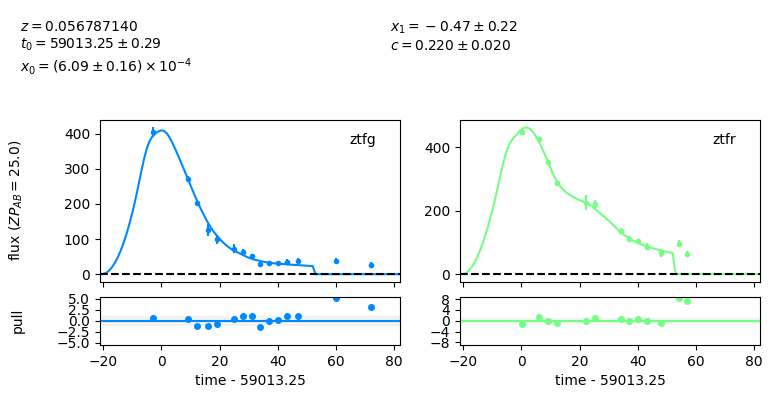 z = 0.056787140
t₀ = 59013.25 ± 0.29
x₀ = (6.09 ± 0.16) × 10⁻⁴
x₁ = −0.47 ± 0.22
c = 0.220 ± 0.020
flux (ZP_AB = 25.0)
400
300
200
100
0
ztfg
400
200
0
ztfr
pull
5.0
2.5
0.0
−2.5
−5.0
8
4
0
−4
−8
−20 0 20 40 60 80
−20 0 20 40 60 80
time - 59013.25
time - 59013.25